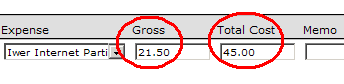 Expense Gross Total Cost Memo
Iwer Internet Parti 21.50 45.00